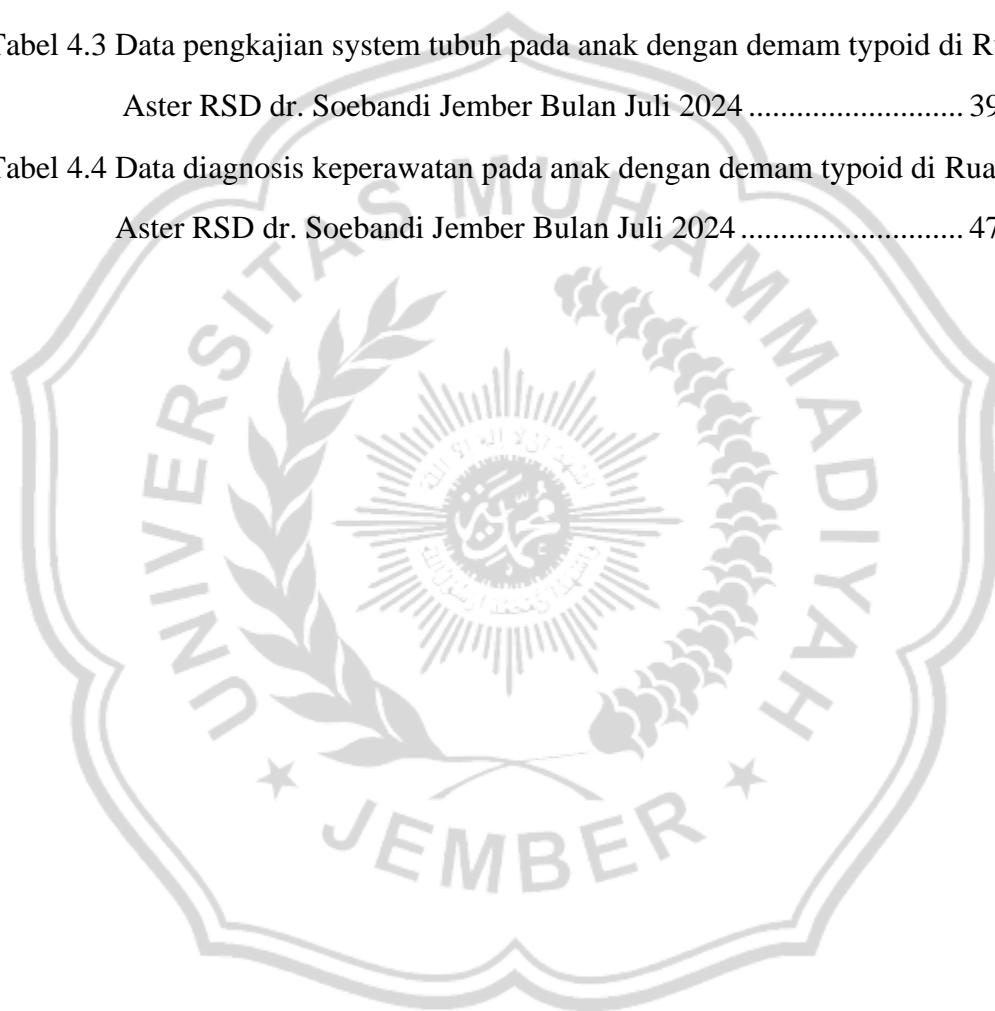 Tabel 4.3 Data pengkajian system tubuh pada anak dengan demam typoid di
Aster RSD dr. Soebandi Jember Bulan Juli 2024 ........................... 39
Tabel 4.4 Data diagnosis keperawatan pada anak dengan demam typoid di
Aster RSD dr. Soebandi Jember Bulan Juli 2024 ............................ 47
UNIVERSITAS MUHAMMADIYAH
JEMBER